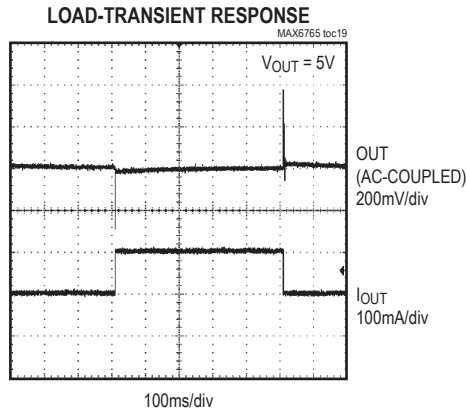 LOAD-TRANSIENT RESPONSE
MAX6765 toc19
VOUT = 5V
OUT
(AC-COUPLED)
200mV/div
IOUT
100mA/div
100ms/div